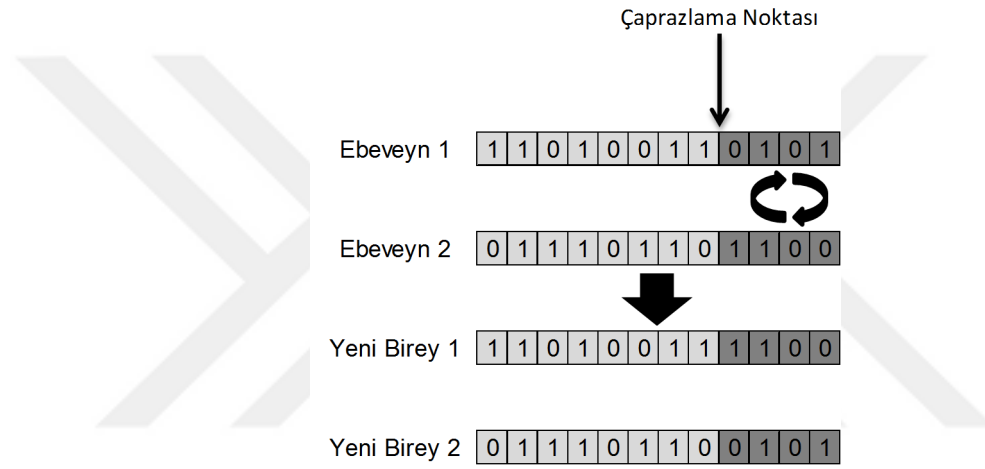 Çaprazlama Noktası
Ebeveyn 1 1 1 0 1 0 0 1 1 0 1 0 1
Ebeveyn 2 0 1 1 1 0 1 1 0 1 1 0 0
Yeni Birey 1 1 1 0 1 0 0 1 1 1 1 0 0
Yeni Birey 2 0 1 1 1 0 1 1 0 0 1 0 1